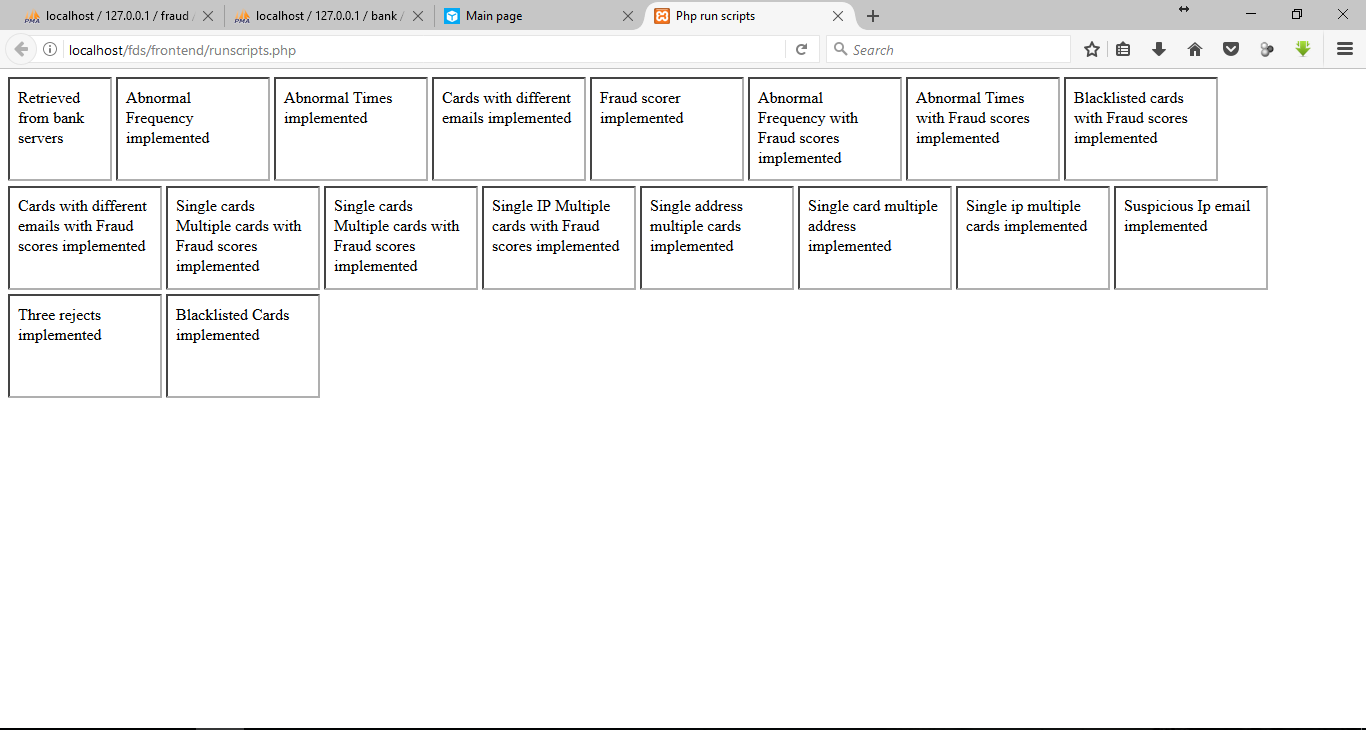 localhost / 127.0.0.1 / fraud
localhost / 127.0.0.1 / bank /
Main page
Php run scripts
localhost/fds/frontend/runscripts.php
Search
Retrieved
from bank
servers
Abnormal
Frequency
implemented
Abnormal Times
implemented
Cards with different
emails implemented
Fraud scorer
implemented
Abnormal
Frequency with
Fraud scores
implemented
Abnormal Times
with Fraud scores
implemented
Blacklisted cards
with Fraud scores
implemented
Cards with different
emails with Fraud
scores implemented
Single cards
Multiple cards with
Fraud scores
implemented
Single cards
Multiple cards with
Fraud scores
implemented
Single IP Multiple
cards with Fraud
scores implemented
Single address
multiple cards
implemented
Single card multiple
address
implemented
Single ip multiple
cards implemented
Suspicious Ip email
implemented
Three rejects
implemented
Blacklisted Cards
implemented